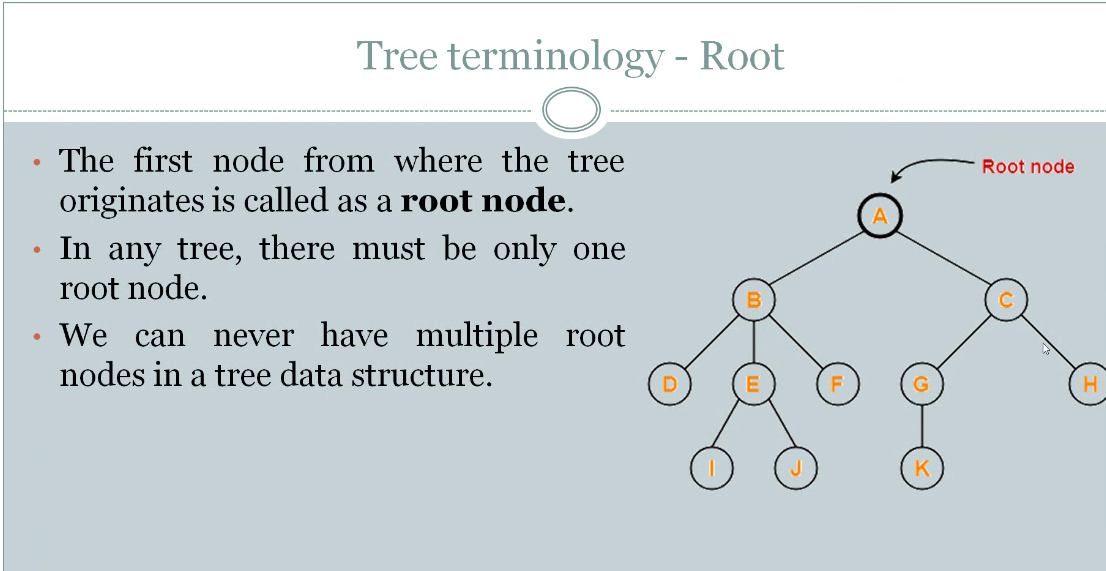 Tree terminology - Root
• The first node from where the tree
originates is called as a root node.
• In any tree, there must be only one
root node.
• We can never have multiple root
nodes in a tree data structure.
Root node
A
B C
D E F G H
I J K